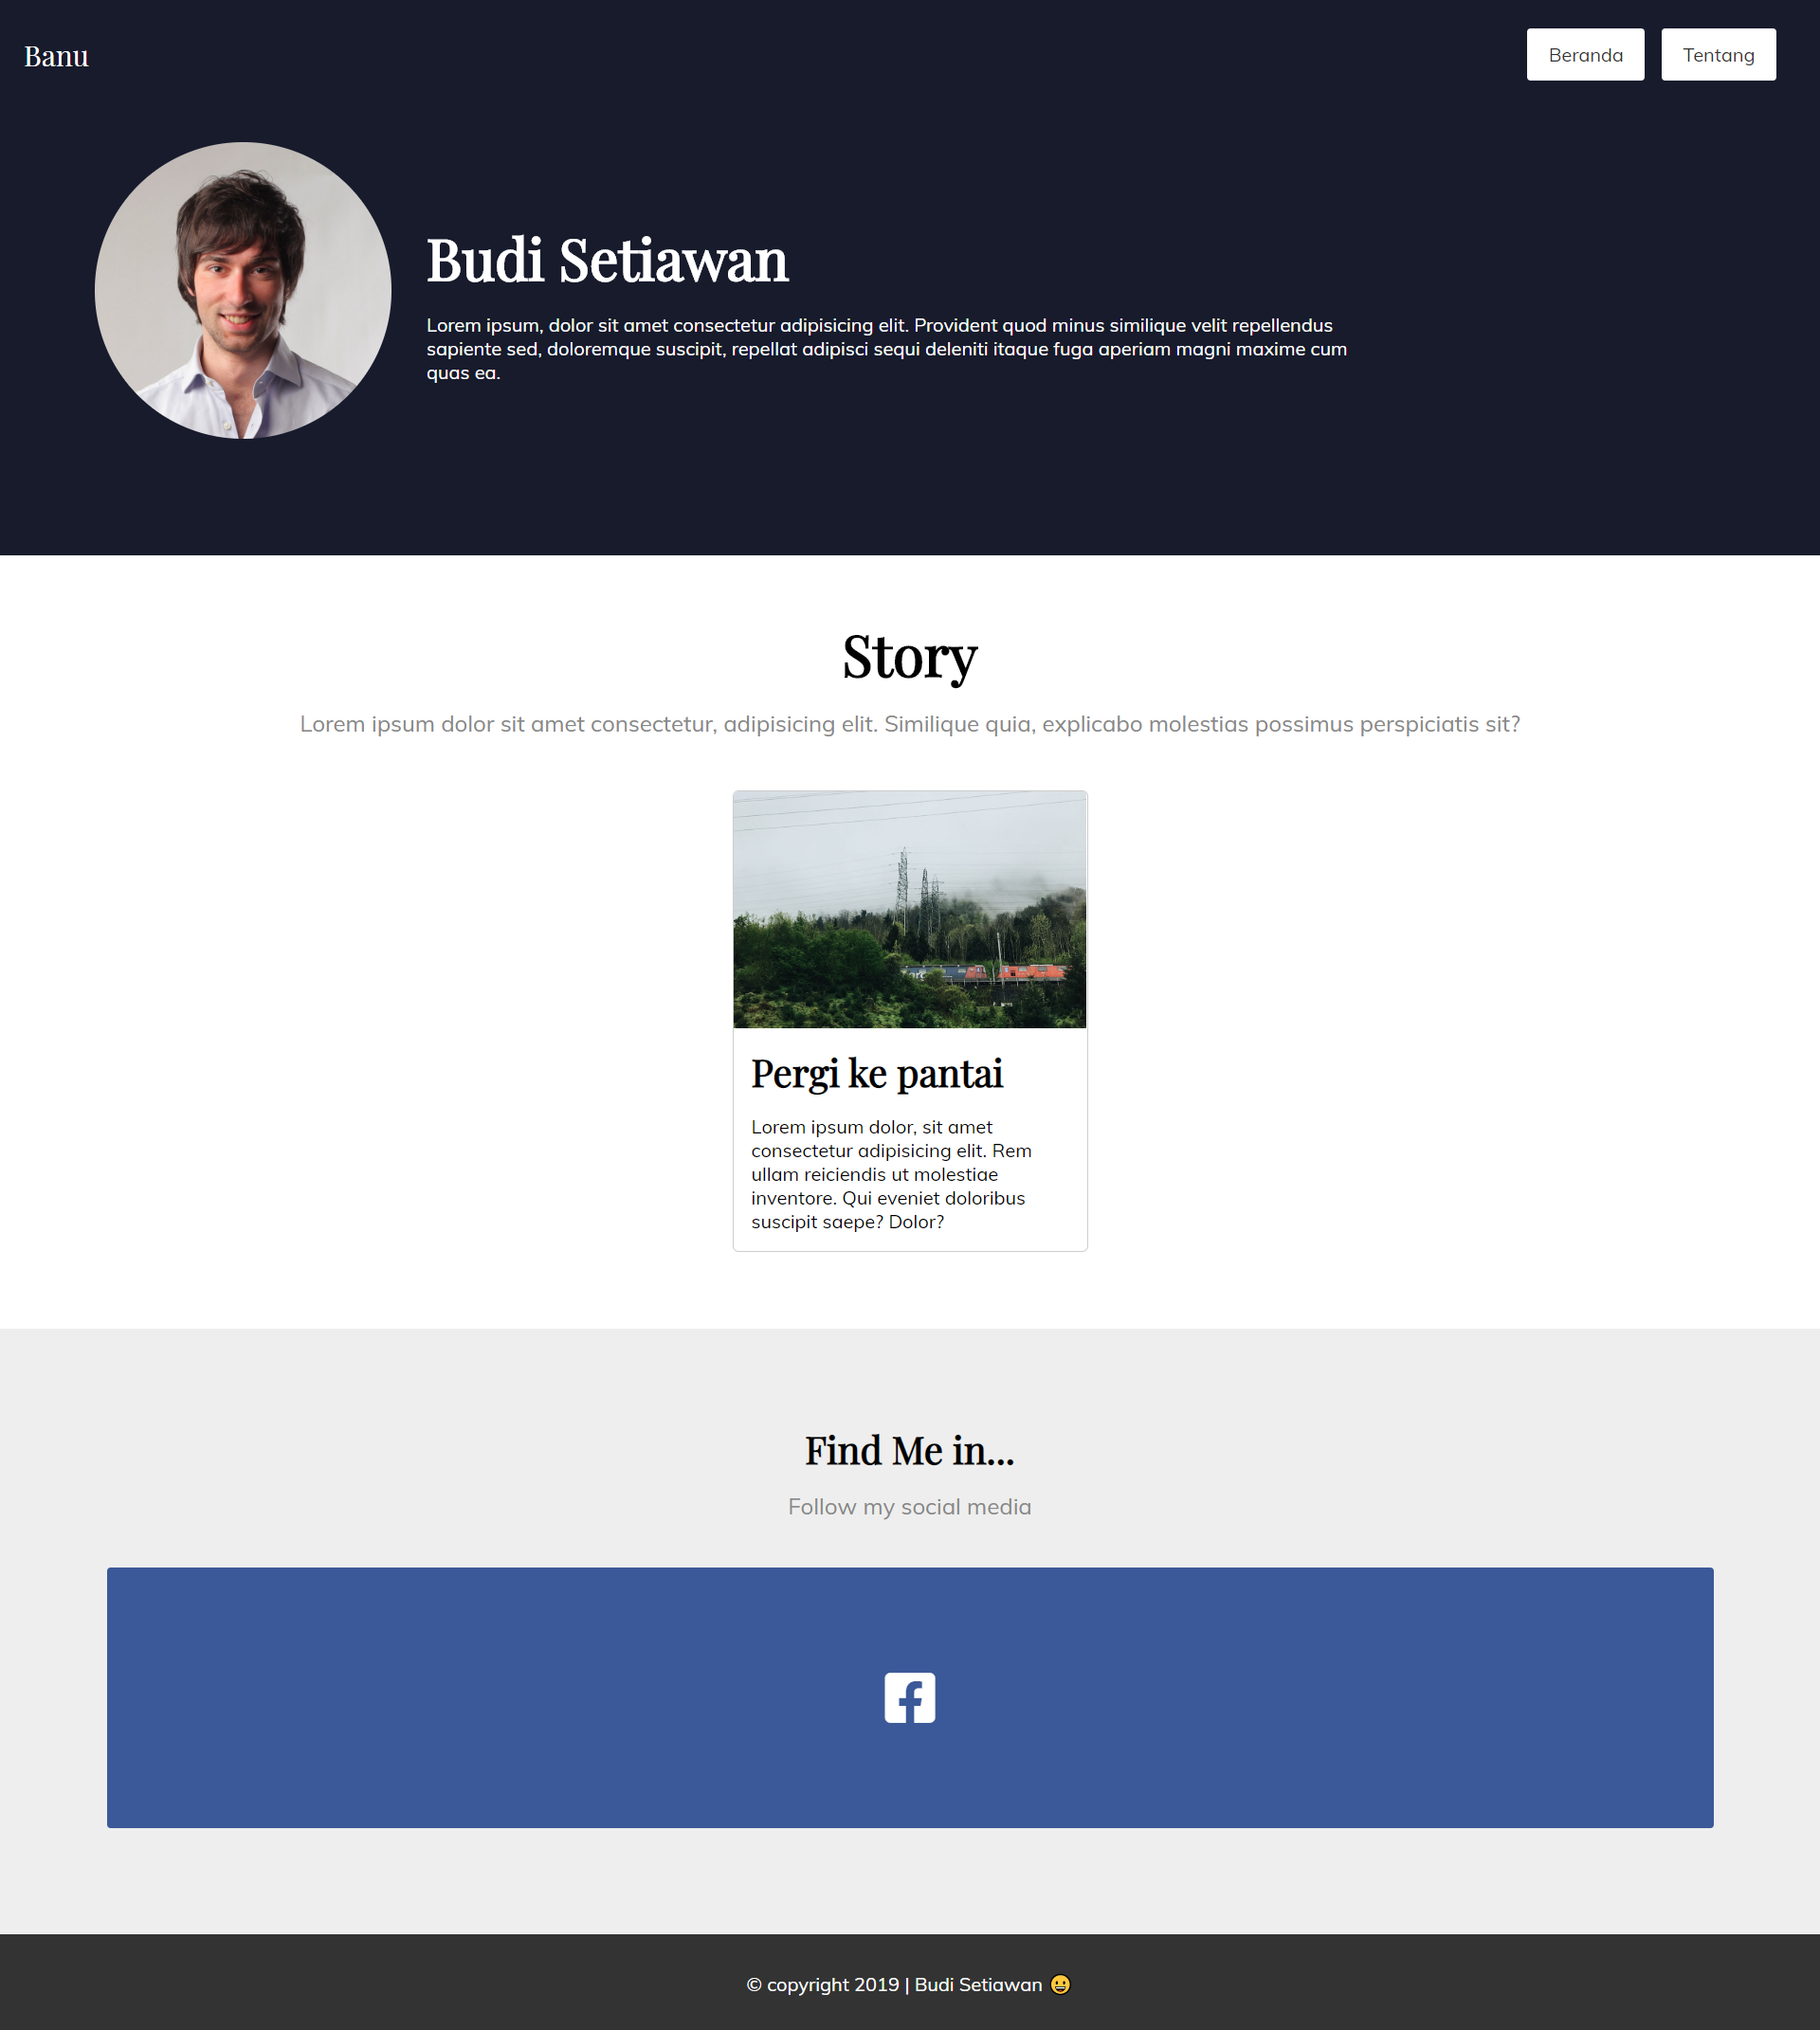 Banu
Beranda
Tentang
Budi Setiawan
Lorem ipsum, dolor sit amet consectetur adipisicing elit. Provident quod minus similique velit repellendus
sapiente sed, doloremque suscipit, repellat adipisci sequi deleniti itaque fuga aperiam magni maxime cum
quas ea.
Story
Lorem ipsum dolor sit amet consectetur, adipisicing elit. Similique quia, explicabo molestias possimus perspiciatis sit?
Pergi ke pantai
Lorem ipsum dolor, sit amet
consectetur adipisicing elit. Rem
ullam reiciendis ut molestiae
inventore. Qui eveniet doloribus
suscipit saepe? Dolor?
Find Me in...
Follow my social media
© copyright 2019 | Budi Setiawan 😀